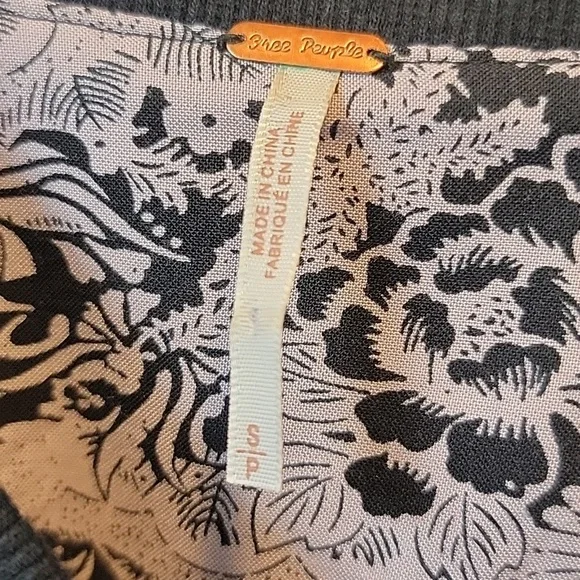 Free People
MADE IN CHINA
FABRIQUÉ EN CHINE
S|P